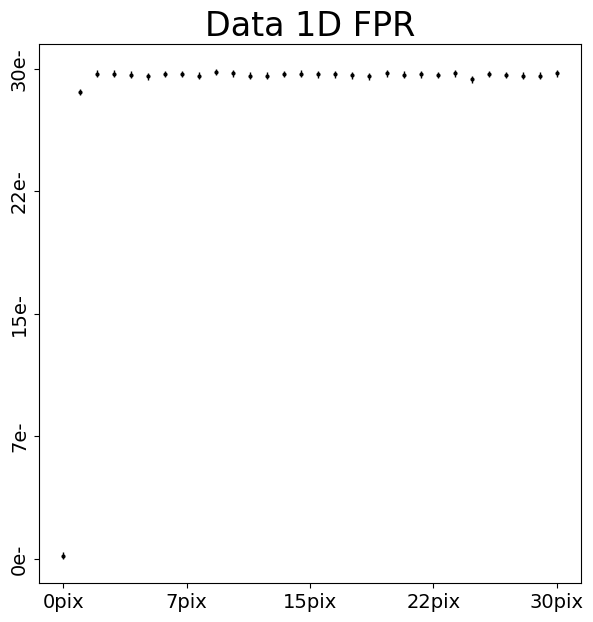 Data 1D FPR
30e-
22e-
15e-
7e-
0e-
0pix 7pix 15pix 22pix 30pix